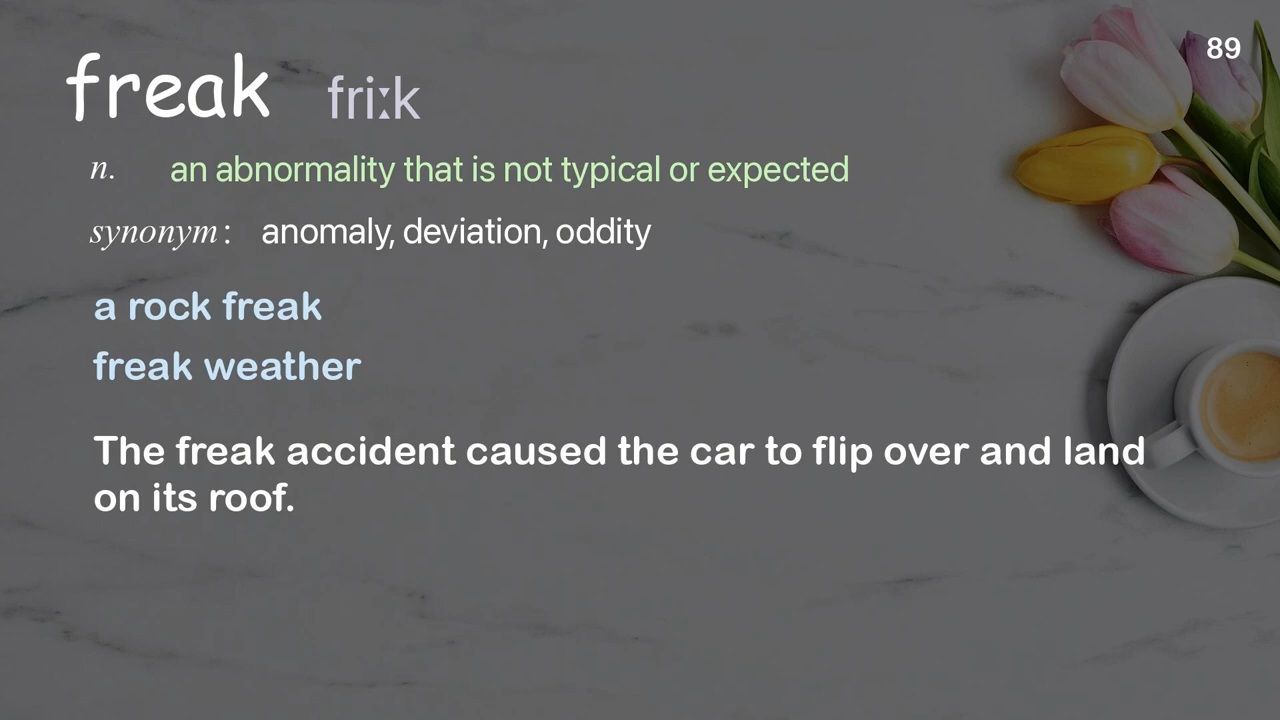 89
freak friːk
n. an abnormality that is not typical or expected
synonym : anomaly, deviation, oddity
a rock freak
freak weather
The freak accident caused the car to flip over and land
on its roof.